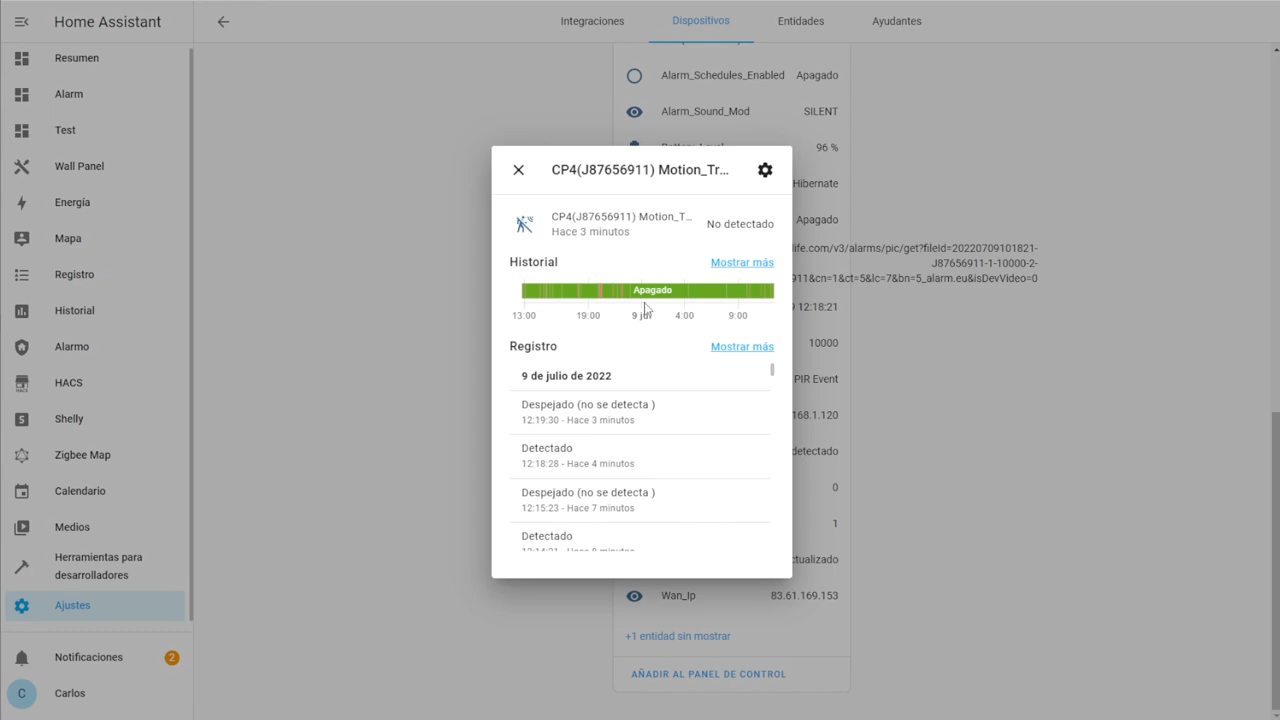 Home Assistant
Integraciones
Dispositivos
Entidades
Ayudantes
Resumen
Alarm
Test
Wall Panel
Energía
Mapa
Registro
Historial
Alarmo
HACS
Shelly
Zigbee Map
Calendario
Medios
Herramientas para
desarrolladores
Ajustes
Notificaciones
2
C
Carlos
Alarm_Schedules_Enabled
Apagado
Alarm_Sound_Mod
SILENT
96 %
Hibernate
Apagado
life.com/v3/alarms/pic/get?fileId=20220709101821-
J87656911-1-10000-2-
911&cn=1&ct=5&lc=7&bn=5_alarm.eu&isDevVideo=0
9 12:18:21
10000
PIR Event
168.1.120
detectado
0
1
ctualizado
Wan_Ip
83.61.169.153
+1 entidad sin mostrar
AÑADIR AL PANEL DE CONTROL
CP4(J87656911) Motion_Tr...
CP4(J87656911) Motion_T...
Hace 3 minutos
No detectado
Historial
Mostrar más
Apagado
13:00
19:00
9 jul
4:00
9:00
Registro
Mostrar más
9 de julio de 2022
Despejado (no se detecta )
12:19:30 - Hace 3 minutos
Detectado
12:18:28 - Hace 4 minutos
Despejado (no se detecta )
12:15:23 - Hace 7 minutos
Detectado